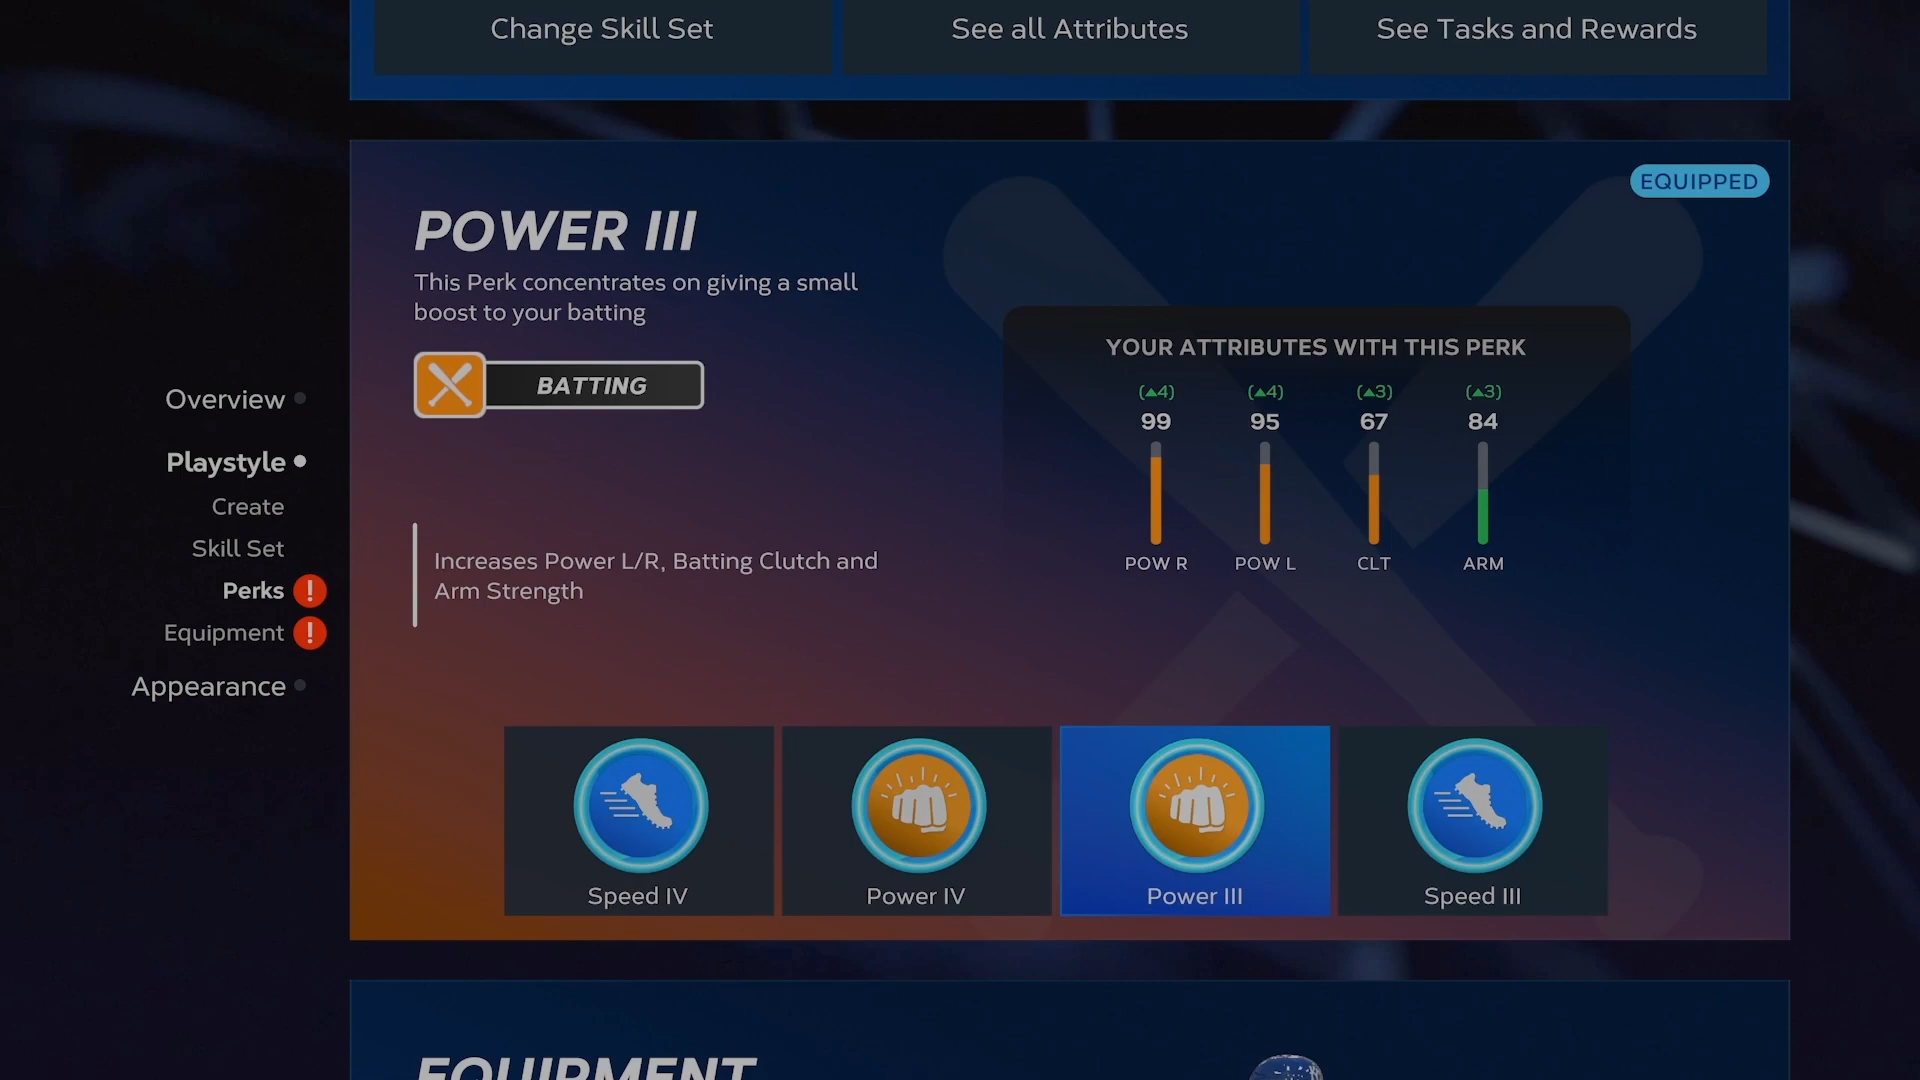 Change Skill Set
See all Attributes
See Tasks and Rewards
EQUIPPED
POWER III
This Perk concentrates on giving a small
boost to your batting
BATTING
YOUR ATTRIBUTES WITH THIS PERK
(▲4) (▲4) (▲3) (▲3)
99 95 67 84
POW R POW L CLT ARM
Increases Power L/R, Batting Clutch and
Arm Strength
Overview
Playstyle
Create
Skill Set
Perks !
Equipment !
Appearance
Speed IV
Power IV
Power III
Speed III
EQUIPMENT